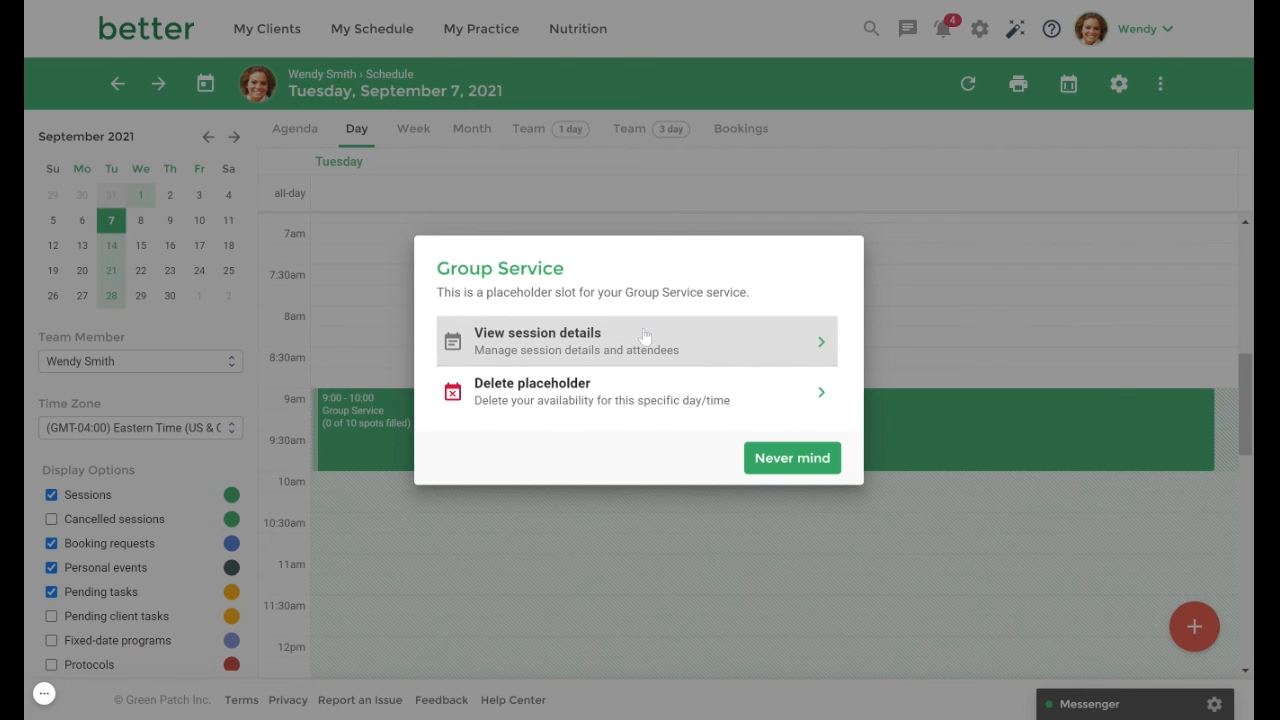 better
My Clients
My Schedule
My Practice
Nutrition
4
Wendy
Wendy Smith › Schedule
Tuesday, September 7, 2021
September 2021
Su Mo Tu We Th Fr Sa
29 30 31 1 2 3 4
5 6 7 8 9 10 11
12 13 14 15 16 17 18
19 20 21 22 23 24 25
26 27 28 29 30 1 2
Team Member
Wendy Smith
Time Zone
(GMT-04:00) Eastern Time (US & C
Display Options
Sessions
Cancelled sessions
Booking requests
Personal events
Pending tasks
Pending client tasks
Fixed-date programs
Protocols
Agenda
Day
Week
Month
Team 1 day
Team 3 day
Bookings
Tuesday
all-day
7am
7:30am
8am
8:30am
9am
9:30am
10am
10:30am
11am
11:30am
12pm
9:00 - 10:00
Group Service
(0 of 10 spots filled)
Group Service
This is a placeholder slot for your Group Service service.
View session details
Manage session details and attendees
Delete placeholder
Delete your availability for this specific day/time
Never mind
© Green Patch Inc.
Terms
Privacy
Report an Issue
Feedback
Help Center
Messenger